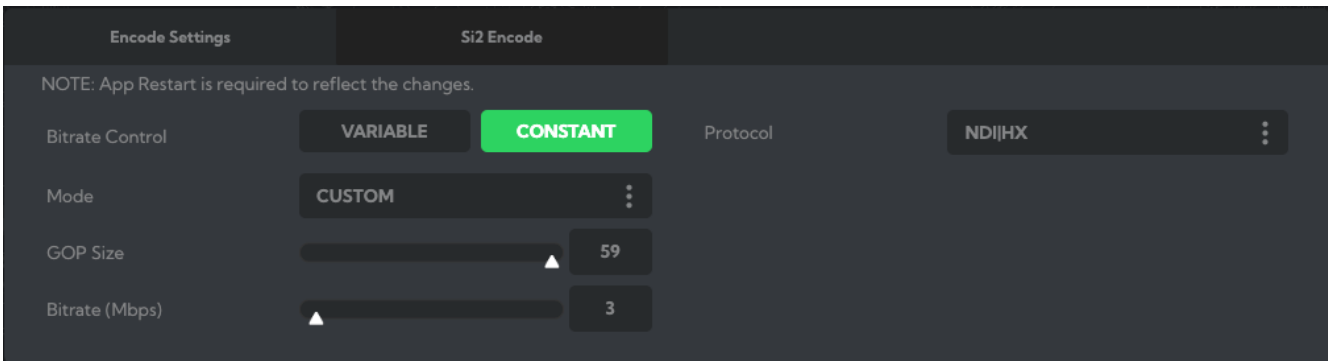 Encode Settings
Si2 Encode
NOTE: App Restart is required to reflect the changes.
Bitrate Control
VARIABLE
CONSTANT
Protocol
NDI|HX
Mode
CUSTOM
GOP Size
59
Bitrate (Mbps)
3